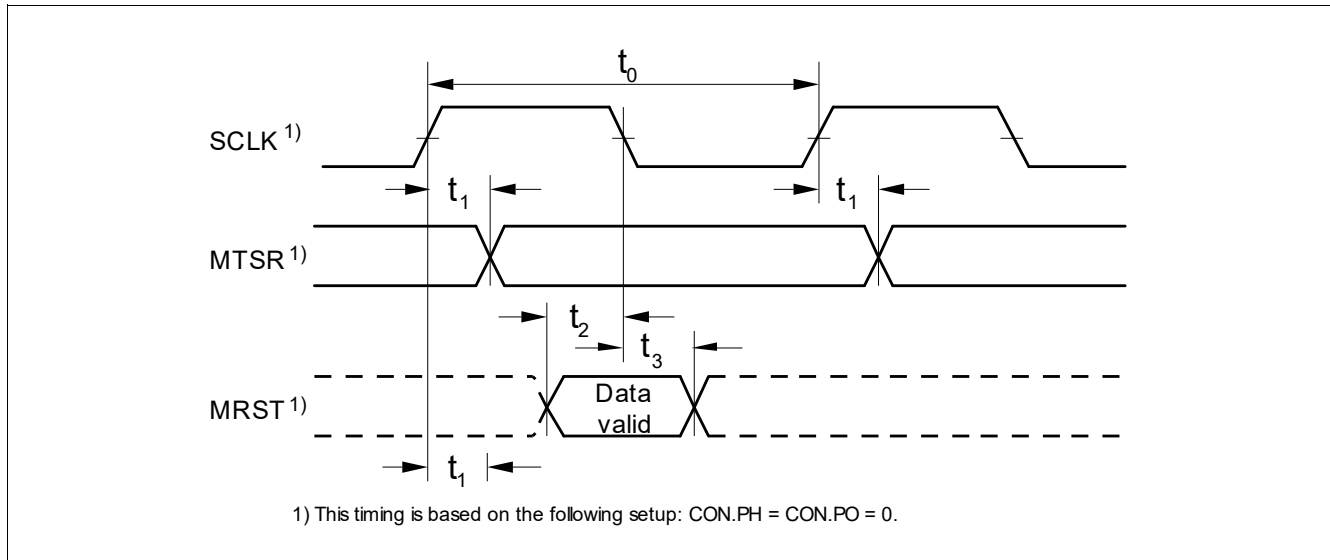 t0
SCLK 1)
t1
t1
MTSR 1)
t2
t3
MRST 1)
Data
valid
t1
1) This timing is based on the following setup: CON.PH = CON.PO = 0.